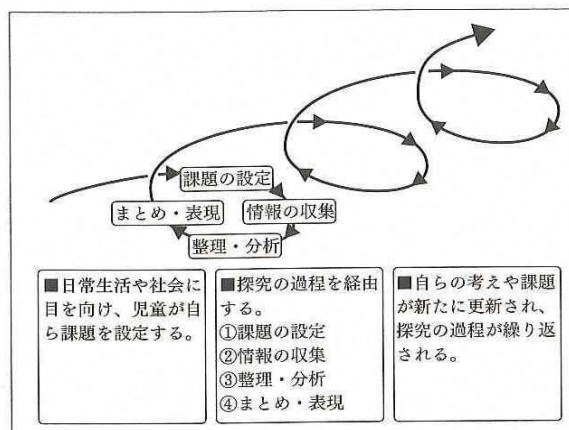 課題の設定
まとめ・表現
情報の収集
整理・分析
■日常生活や社会に
目を向け、児童が自
ら課題を設定する。
■探究の過程を経由
する。
①課題の設定
②情報の収集
③整理・分析
④まとめ・表現
■自らの考えや課題
が新たに更新され、
探究の過程が繰り返
される。